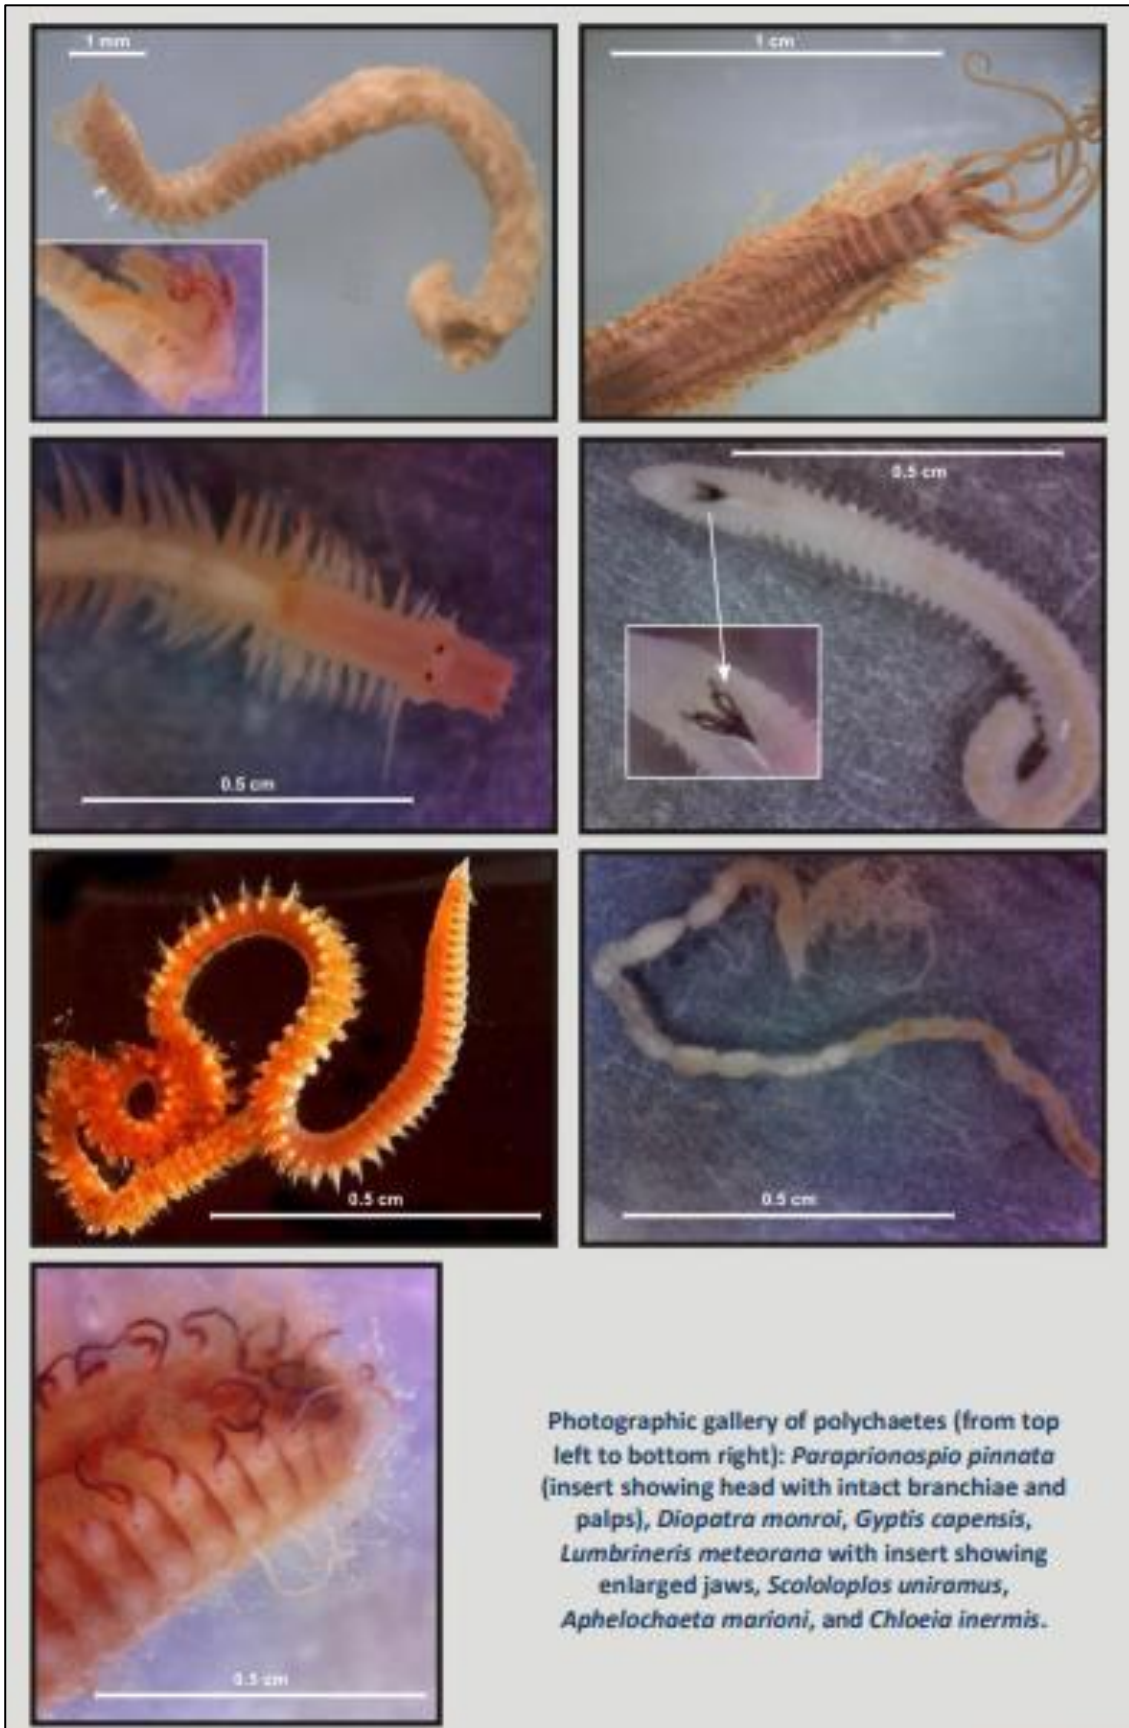 1 mm
1 cm
0.5 cm
0.5 cm
0.5 cm
0.5 cm
0.5 cm
Photographic gallery of polychaetes (from top
left to bottom right): Paraprionospio pinnata
(insert showing head with intact branchiae and
palps), Diopatra monroi, Gyptis capensis,
Lumbrineris meteorana with insert showing
enlarged jaws, Scololoplos uniramus,
Aphelochaeta marioni, and Chloeia inermis.